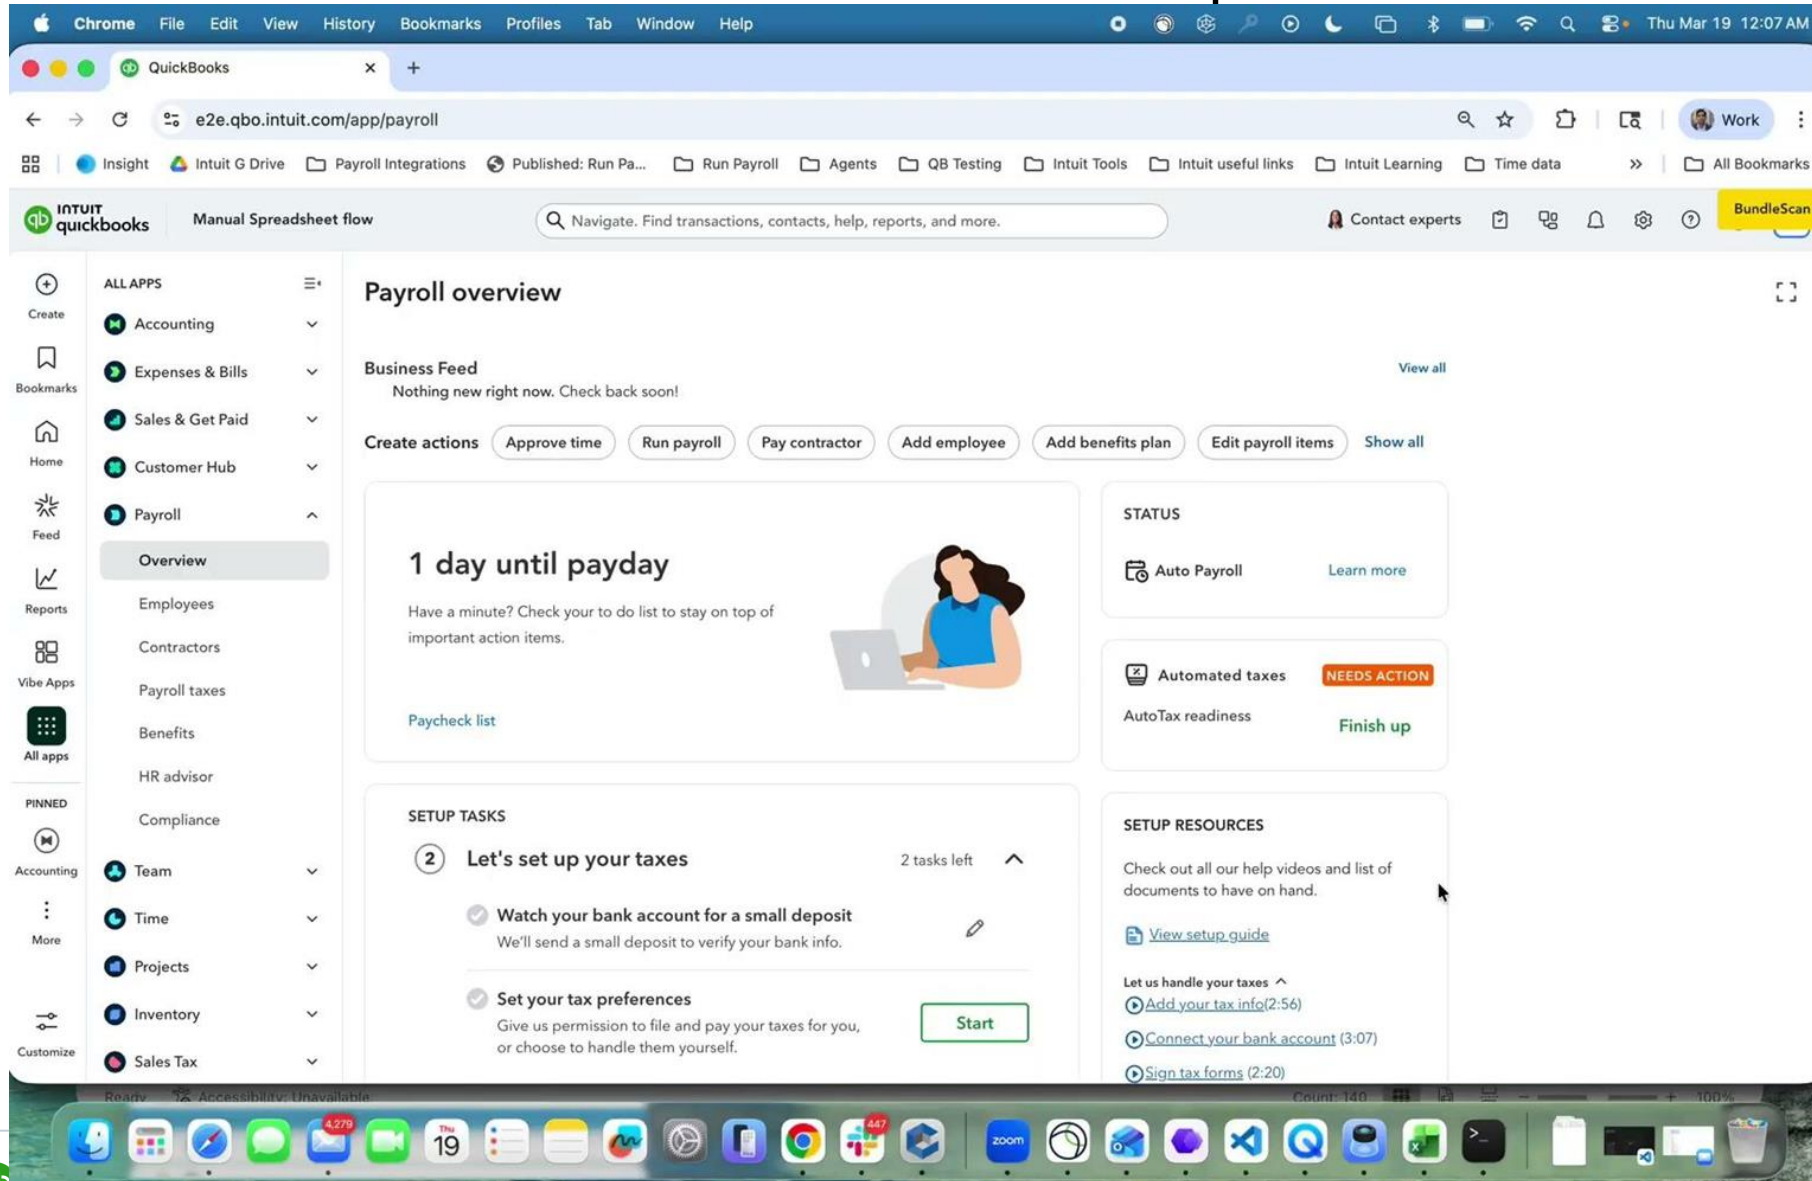 Chrome File Edit View History Bookmarks Profiles Tab Window Help Thu Mar 19 12:07 AM
QuickBooks
e2e.qbo.intuit.com/app/payroll Work
Insight Intuit G Drive Payroll Integrations Published: Run Pa... Run Payroll Agents QB Testing Intuit Tools Intuit useful links Intuit Learning Time data » All Bookmarks
INTUIT
quickbooks
qb
Manual Spreadsheet flow
Navigate. Find transactions, contacts, help, reports, and more.
Contact experts
BundleScan
Create
Bookmarks
Home
Feed
Reports
Vibe Apps
All apps
PINNED
Accounting
More
Customize
ALL APPS
Accounting
Expenses & Bills
Sales & Get Paid
Customer Hub
Payroll
Overview
Employees
Contractors
Payroll taxes
Benefits
HR advisor
Compliance
Team
Time
Projects
Inventory
Sales Tax
Payroll overview
Business Feed
View all
Nothing new right now. Check back soon!
Create actions Approve time Run payroll Pay contractor Add employee Add benefits plan Edit payroll items Show all
1 day until payday
Have a minute? Check your to do list to stay on top of
important action items.
Paycheck list
STATUS
Auto Payroll Learn more
Automated taxes NEEDS ACTION
AutoTax readiness Finish up
SETUP TASKS
2 Let's set up your taxes 2 tasks left
Watch your bank account for a small deposit
We'll send a small deposit to verify your bank info.
Set your tax preferences
Give us permission to file and pay your taxes for you,
or choose to handle them yourself.
Start
SETUP RESOURCES
Check out all our help videos and list of
documents to have on hand.
View setup guide
Let us handle your taxes
Add your tax info(2:56)
Connect your bank account (3:07)
Sign tax forms (2:20)
Ready Accessibility: Unavailable Count: 140 100%
4,279
Thu
19
447
zoom